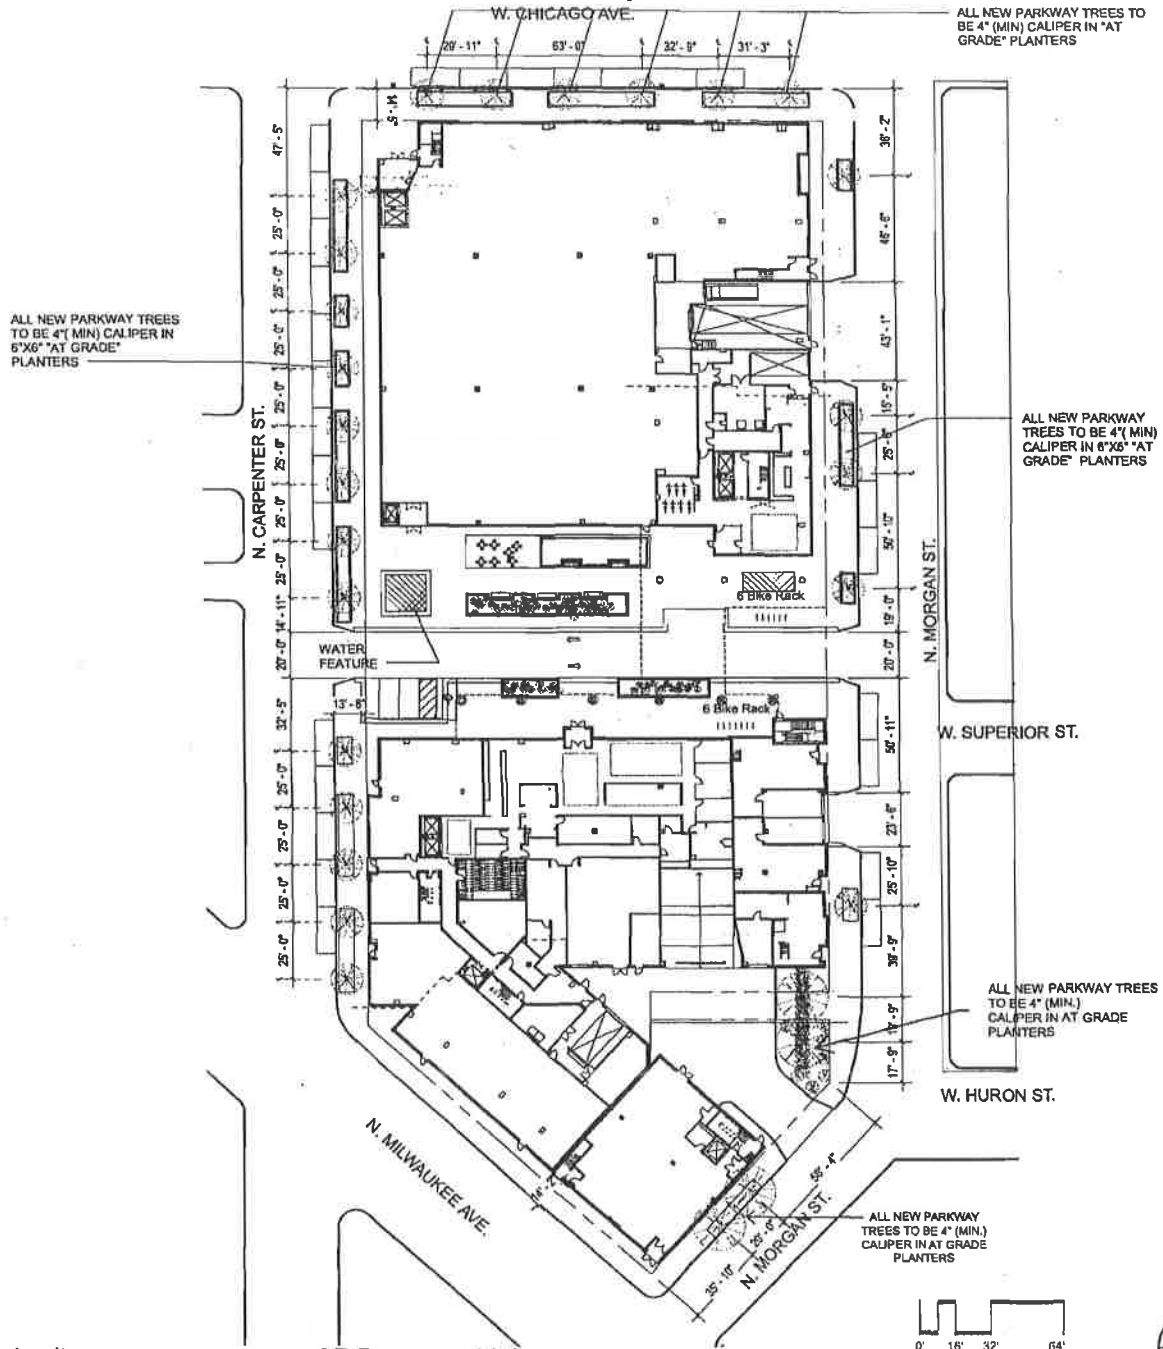 W. CHICAGO AVE.
ALL NEW PARKWAY TREES TO
BE 4" (MIN) CALIPER IN "AT
GRADE" PLANTERS
29' - 11"
63' - 0"
32' - 9"
31' - 3"
14' - 5"
47' - 5"
25' - 0"
25' - 0"
25' - 0"
25' - 0"
25' - 0"
25' - 0"
25' - 0"
14' - 11"
20' - 0"
ALL NEW PARKWAY TREES
TO BE 4"( MIN) CALIPER IN
6"X6" "AT GRADE"
PLANTERS
N. CARPENTER ST.
36' - 2"
46' - 6"
43' - 1"
15' - 5"
50' - 10"
19' - 0"
20' - 0"
ALL NEW PARKWAY
TREES TO BE 4"( MIN)
CALIPER IN 6"X6" "AT
GRADE" PLANTERS
N. MORGAN ST.
6 Bike Rack
WATER
FEATURE
13' - 8"
6 Bike Rack
32' - 5"
25' - 0"
25' - 0"
25' - 0"
25' - 0"
50' - 11"
W. SUPERIOR ST.
23' - 6"
25' - 10"
39' - 9"
17' - 9"
ALL NEW PARKWAY TREES
TO BE 4" (MIN.)
CALIPER IN AT GRADE
PLANTERS
W. HURON ST.
N. MILWAUKEE AVE.
20' - 0"
35' - 10"
N. MORGAN ST.
ALL NEW PARKWAY
TREES TO BE 4" (MIN.)
CALIPER IN AT GRADE
PLANTERS
0' 16' 32' 64'